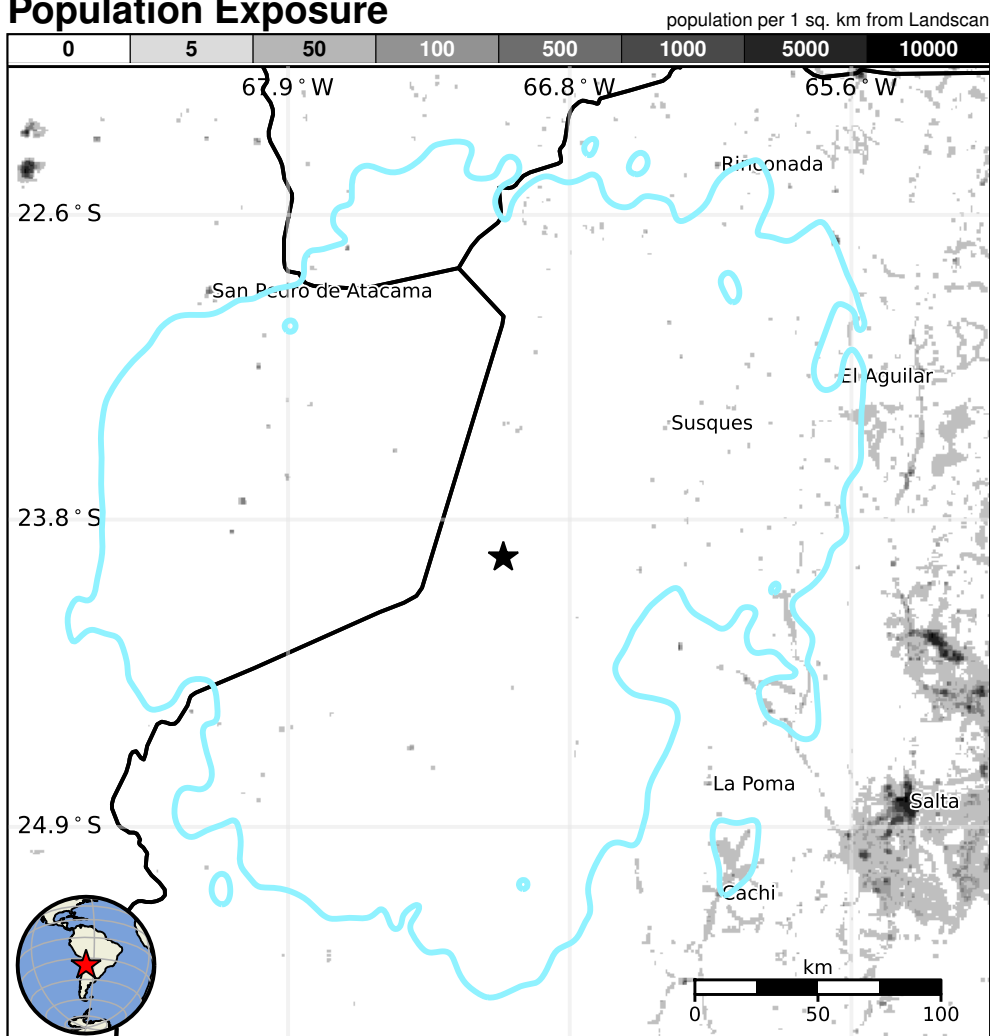 Population Exposure
population per 1 sq. km from Landscan
0 5 50 100 500 1000 5000 10000
67.9°W 66.8°W 65.6°W
Rinconada
22.6°S
San Pedro de Atacama
El Aguilar
Susques
23.8°S
La Poma
Salta
24.9°S
Cachi
km
0 50 100